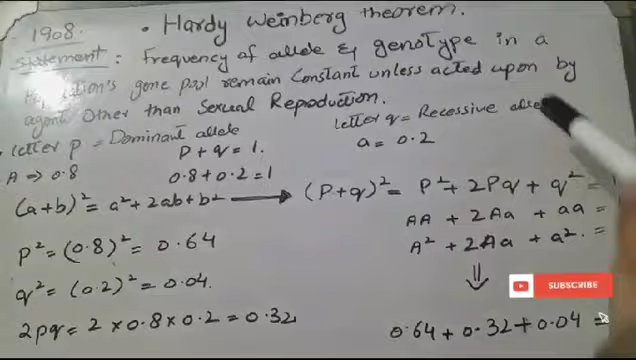 1908.
• Hardy Weinberg theorem.
Statement: Frequency of allele & genotype in a
Population's gene pool remain Constant unless acted upon by
agent Other than Sexual Reproduction.
letter p = Dominant allele
letter q = Recessive
A => 0.8
P + q = 1.
a = 0.2
0.8 + 0.2 = 1
(a+b)² = a² + 2ab + b² → (P+q)² = P² + 2Pq + q² =
AA + 2Aa + aa =
A² + 2Aa + a². =
P² = (0.8)² = 0.64
q² = (0.2)² = 0.04.
⇓
SUBSCRIBE
2pq = 2 × 0.8 × 0.2 = 0.32
0.64 + 0.32 + 0.04 =